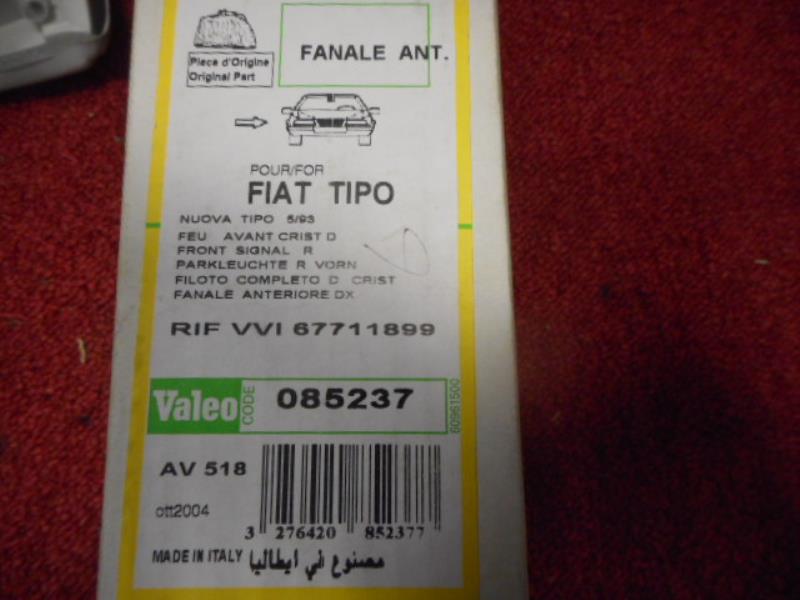 FANALE ANT.
Pieca d'Origine
Original Part
POUR/FOR
FIAT TIPO
NUOVA TIPO 5/93
FEU AVANT CRIST D
FRONT SIGNAL R
PARKLEUCHTE R VORN
FILOTO COMPLETO D CRIST
FANALE ANTERIORE DX
RIF VVI 67711899
Valeo CODE 085237 60961500
AV 518
ott2004
3 276420 852377
MADE IN ITALY مصنوع في ايطاليا